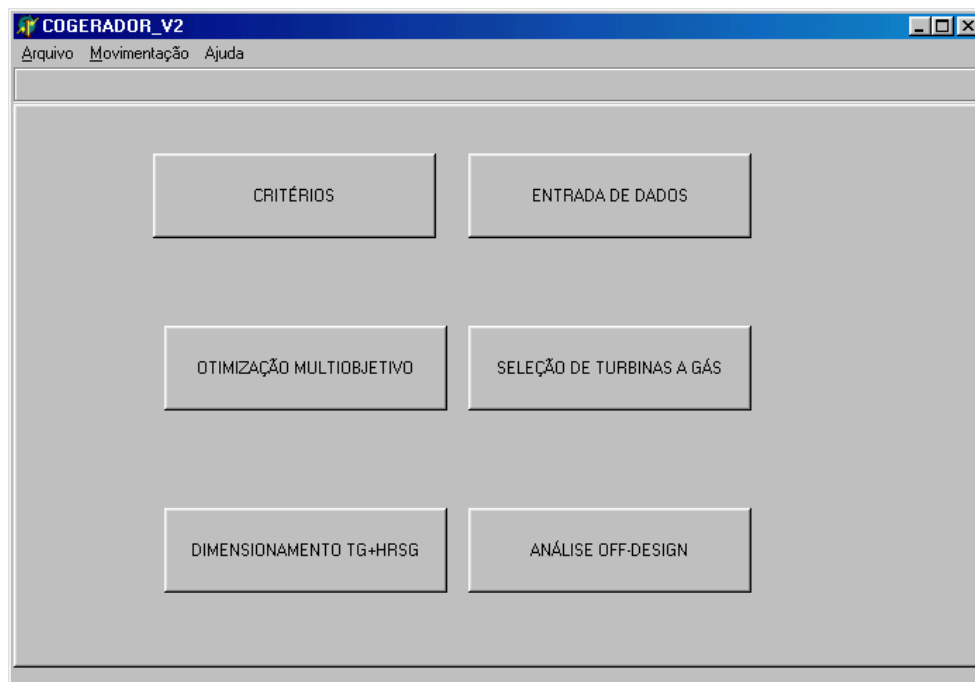 COGERADOR_V2
Arquivo Movimentação Ajuda
CRITÉRIOS ENTRADA DE DADOS
OTIMIZAÇÃO MULTIOBJETIVO SELEÇÃO DE TURBINAS A GÁS
DIMENSIONAMENTO TG+HRSG ANÁLISE OFF-DESIGN